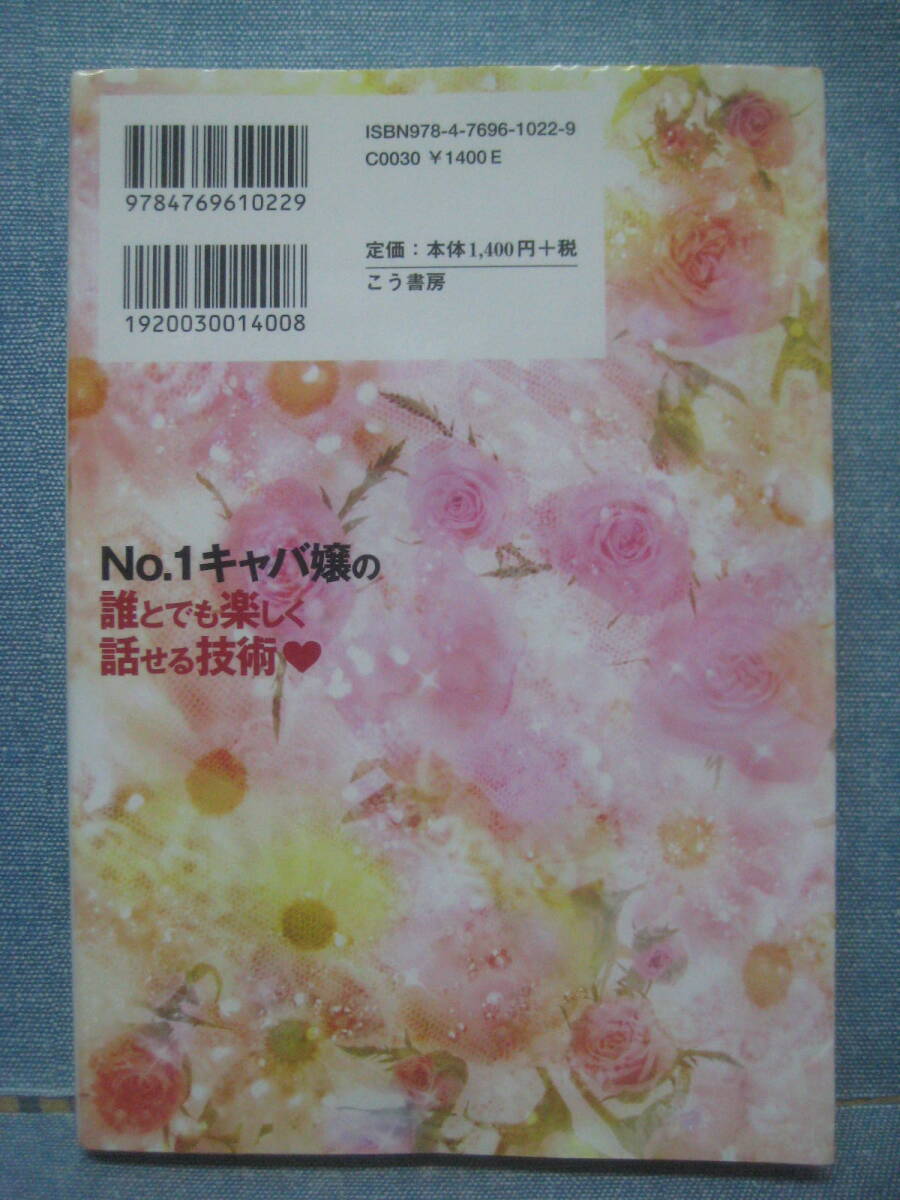 ISBN978-4-7696-1022-9
C0030 ¥1400E
9784769610229
定価：本体1,400円+税
こう書房
1920030014008
No.1キャバ嬢の
誰とでも楽しく
話せる技術♥